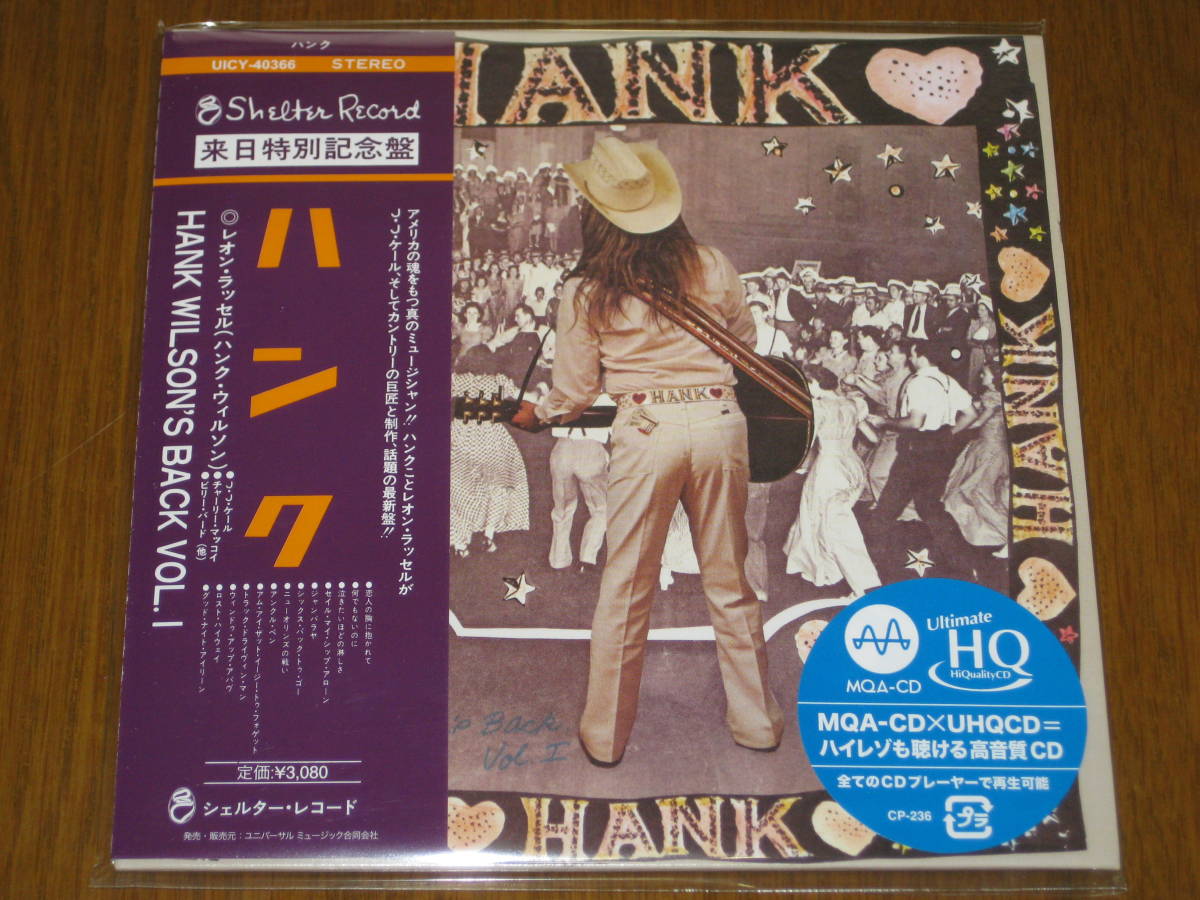 ハンク
UICY-40366 STEREO
Shelter Record
来日特別記念盤
アメリカの魂をもつ真のミュージシャン!! ハンクことレオン・ラッセルが
J・J・ケール、そしてカントリーの巨匠と制作、話題の最新盤!!
ハンク
◎レオン・ラッセル(ハンク・ウィルソン)
●J・J・ケール
●チャーリー・マッコイ
●ビリー・バード(他)
HANK WILSON'S BACK VOL. I
●恋人の胸に抱かれて
●何でもないのに
●泣きたいほどの淋しさ
●セイル・マイ・シップ・アローン
●ジャンバラヤ
●シックス・パック・トゥ・ゴー
●ニューオリンズの戦い
●アンクル・ペン
●アム・アイ・ザット・イージー・トゥ・フォゲット
●トラック・ドライヴィン・マン
●ウィンドゥ・アップ・アバヴ
●ロスト・ハイウェイ
●グッドナイト・アイリーン
定価:¥3,080
シェルター・レコード
発売・販売元:ユニバーサル ミュージック合同会社
HANK
HANK
HANK
's Back
Vol. I
HANK
MQA-CD
Ultimate
HQ
HiQualityCD
MQA-CD×UHQCD=
ハイレゾも聴ける高音質CD
全てのCDプレーヤーで再生可能
CP-236
プラ